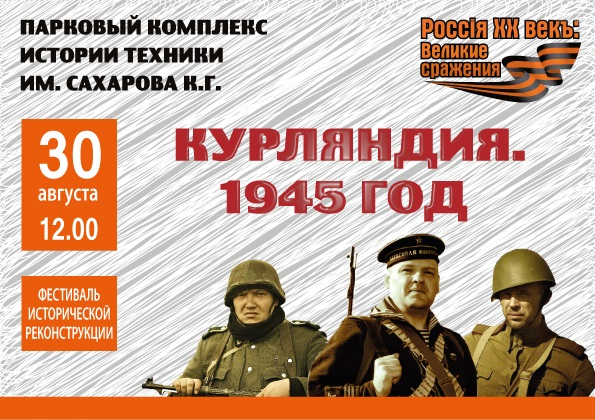 ПАРКОВЫЙ КОМПЛЕКС
ИСТОРИИ ТЕХНИКИ
ИМ. САХАРОВА К.Г.
Россія XX векъ:
Великие
сражения
30
августа
12.00
КУРЛЯНДИЯ.
1945 ГОД
ФЕСТИВАЛЬ
ИСТОРИЧЕСКОЙ
РЕКОНСТРУКЦИИ